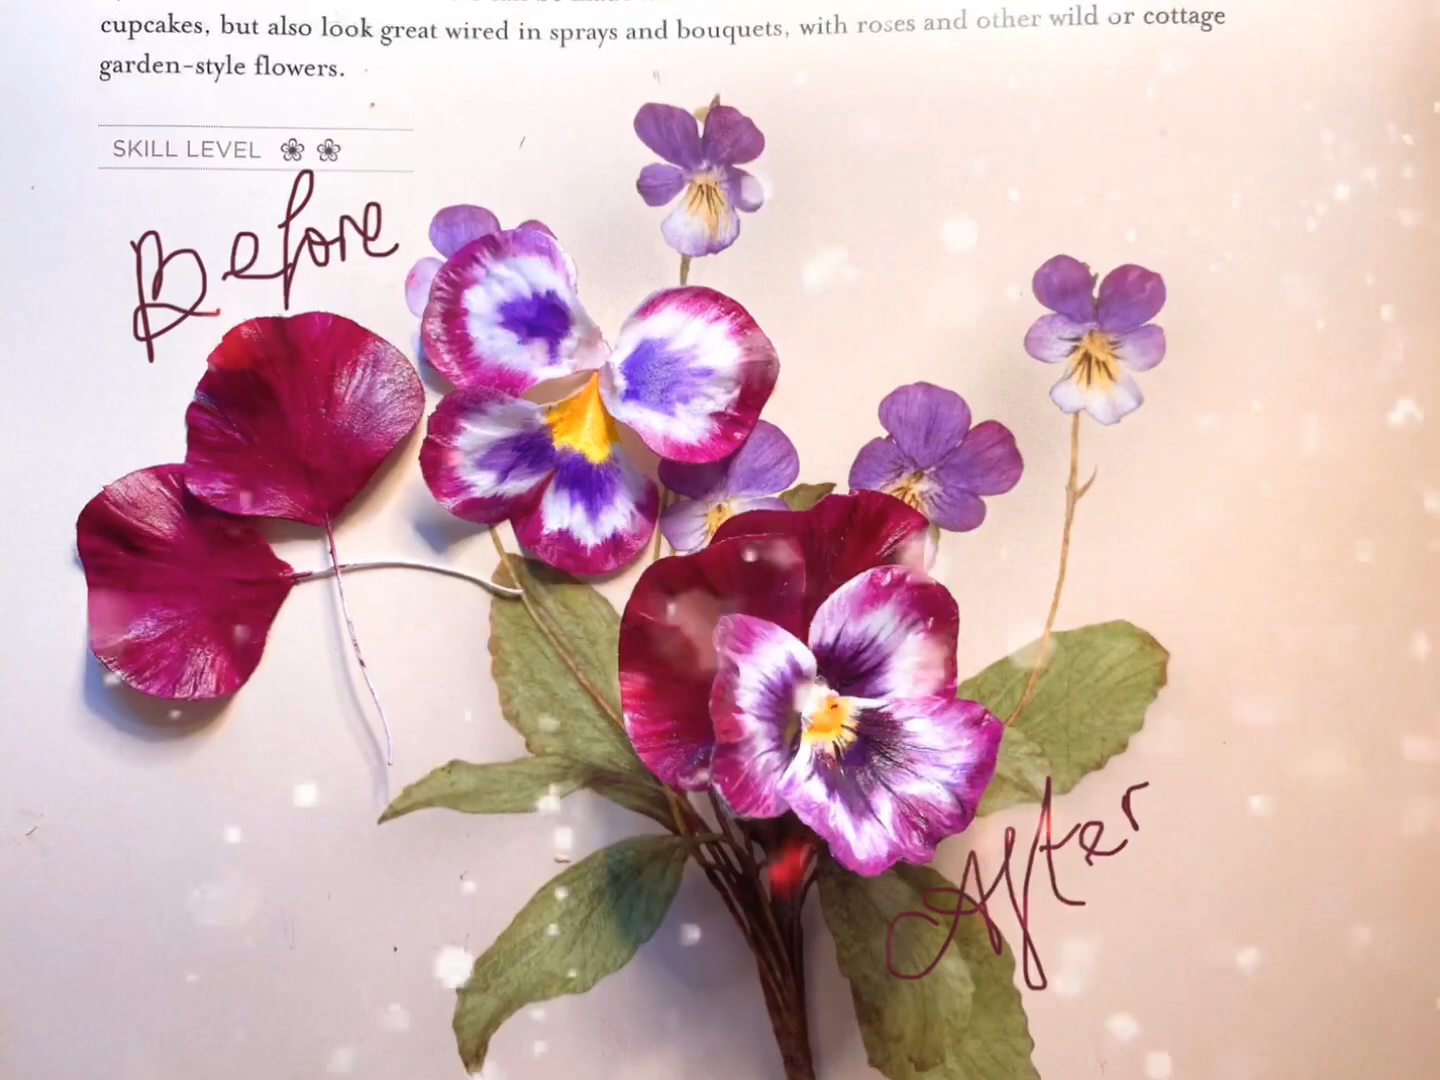 cupcakes, but also look great wired in sprays and bouquets, with roses and other wild or cottage
garden-style flowers.
SKILL LEVEL
Before
After